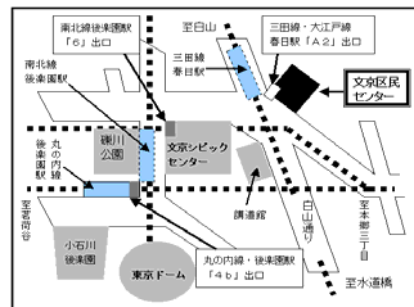 南北線後楽園駅
「6」出口
至白山
三田線・大江戸線
春日駅「A2」出口
南北線
後楽園駅
三田線
春日駅
文京区民
センター
礫川
公園
文京シビック
センター
丸の内線
後楽園駅
講道館
白山通り
至茗荷谷
至本郷三丁目
小石川
後楽園
東京ドーム
丸の内線・後楽園駅
「4b」出口
至水道橋